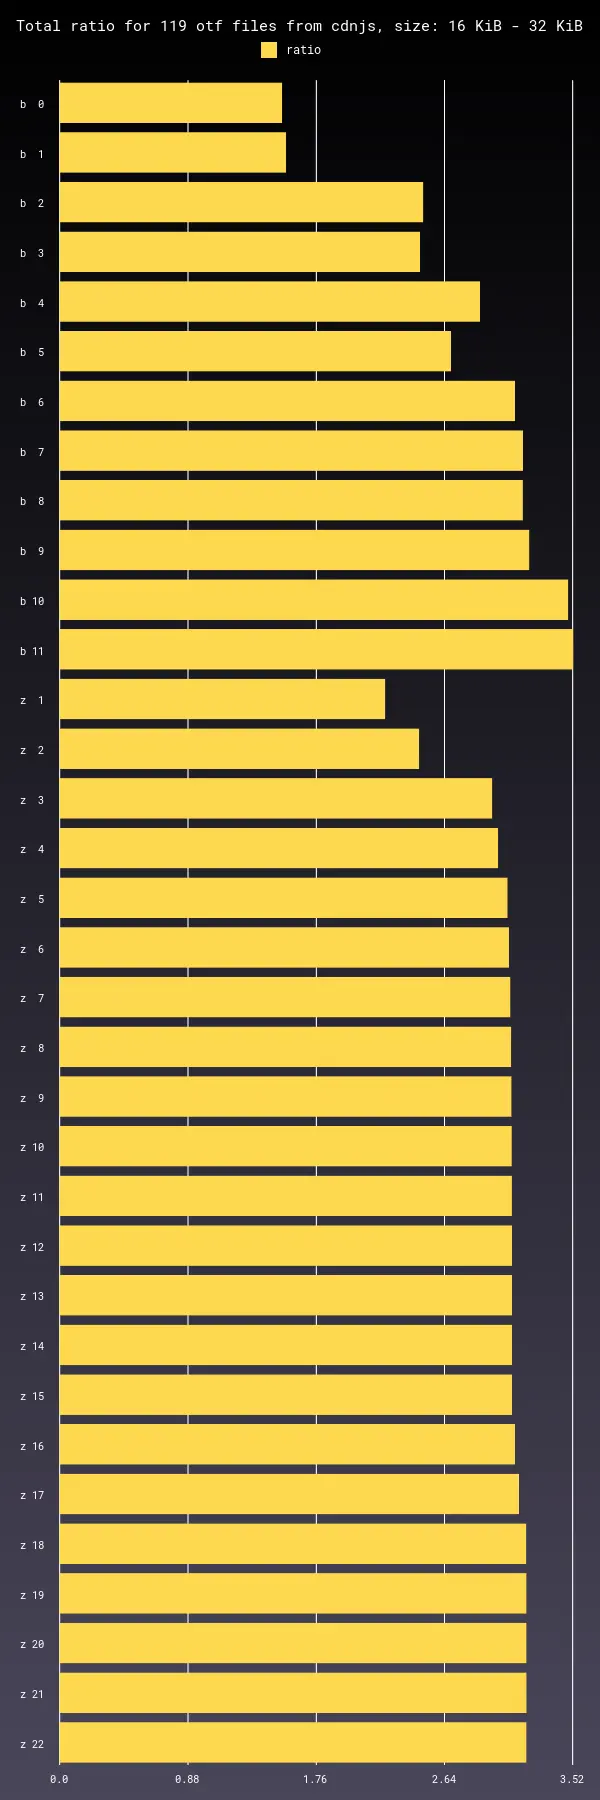 Total ratio for 119 otf files from cdnjs, size: 16 KiB - 32 KiB
ratio
b 0
b 1
b 2
b 3
b 4
b 5
b 6
b 7
b 8
b 9
b 10
b 11
z 1
z 2
z 3
z 4
z 5
z 6
z 7
z 8
z 9
z 10
z 11
z 12
z 13
z 14
z 15
z 16
z 17
z 18
z 19
z 20
z 21
z 22
0.0 0.88 1.76 2.64 3.52